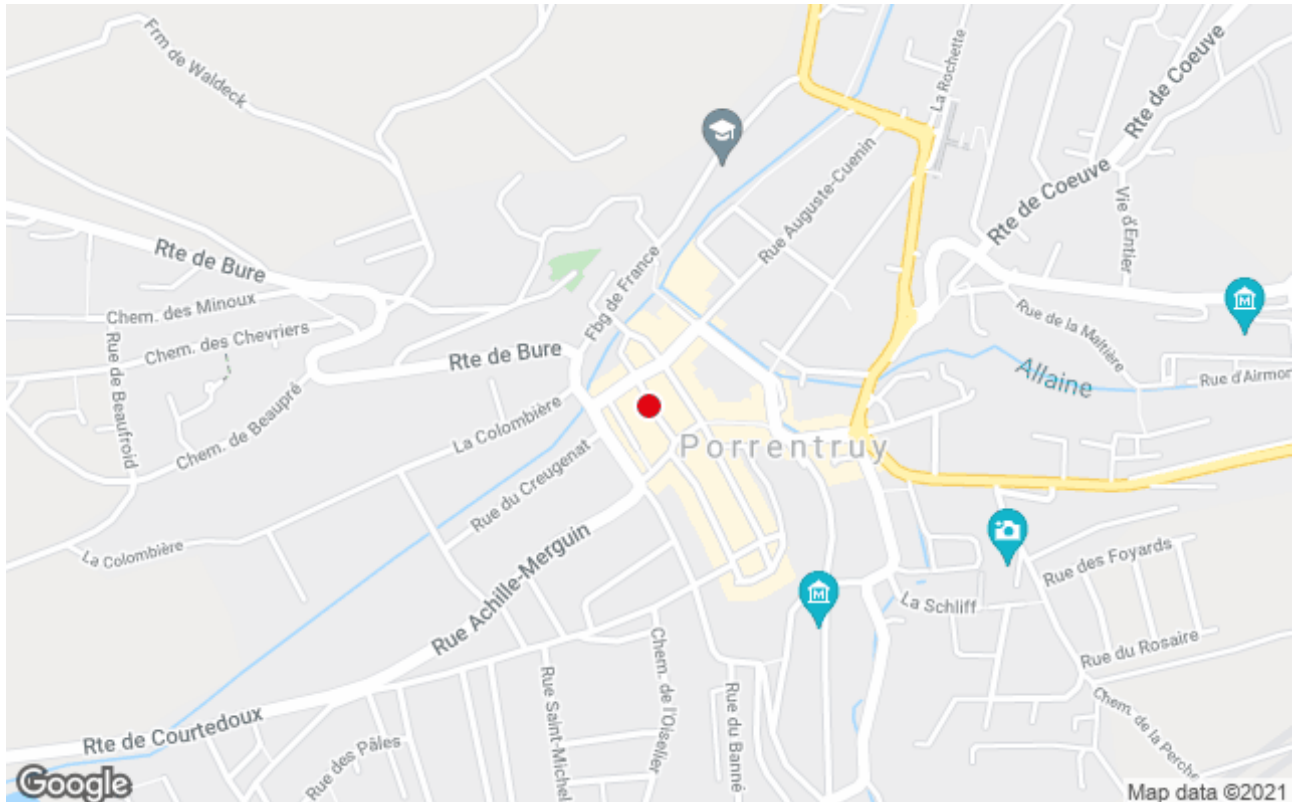 Frm de Waldeck
La Rochette
Rte de Coeuve
Rue Auguste-Cuenin
Rte de Coeuve
Vie d'Entler
Rte de Bure
Fbg de France
Chem. des Minoux
Rue de la Maltière
Chem. des Chevriers
Rte de Bure
Allaine
Rue d'Airmon
Rue de Beaufroid
Chem. de Beaupré
La Colombière
Porrentruy
Rue du Creugenat
La Colombière
Rue des Foyards
Rue Achille-Merguin
La Schliff
Rue du Rosaire
Chem. de l'Oiselier
Rue Saint-Michel
Rue du Banné
Chem. de la Perche
Rte de Courtedoux
Rue des Pâles
Google
Map data ©2021